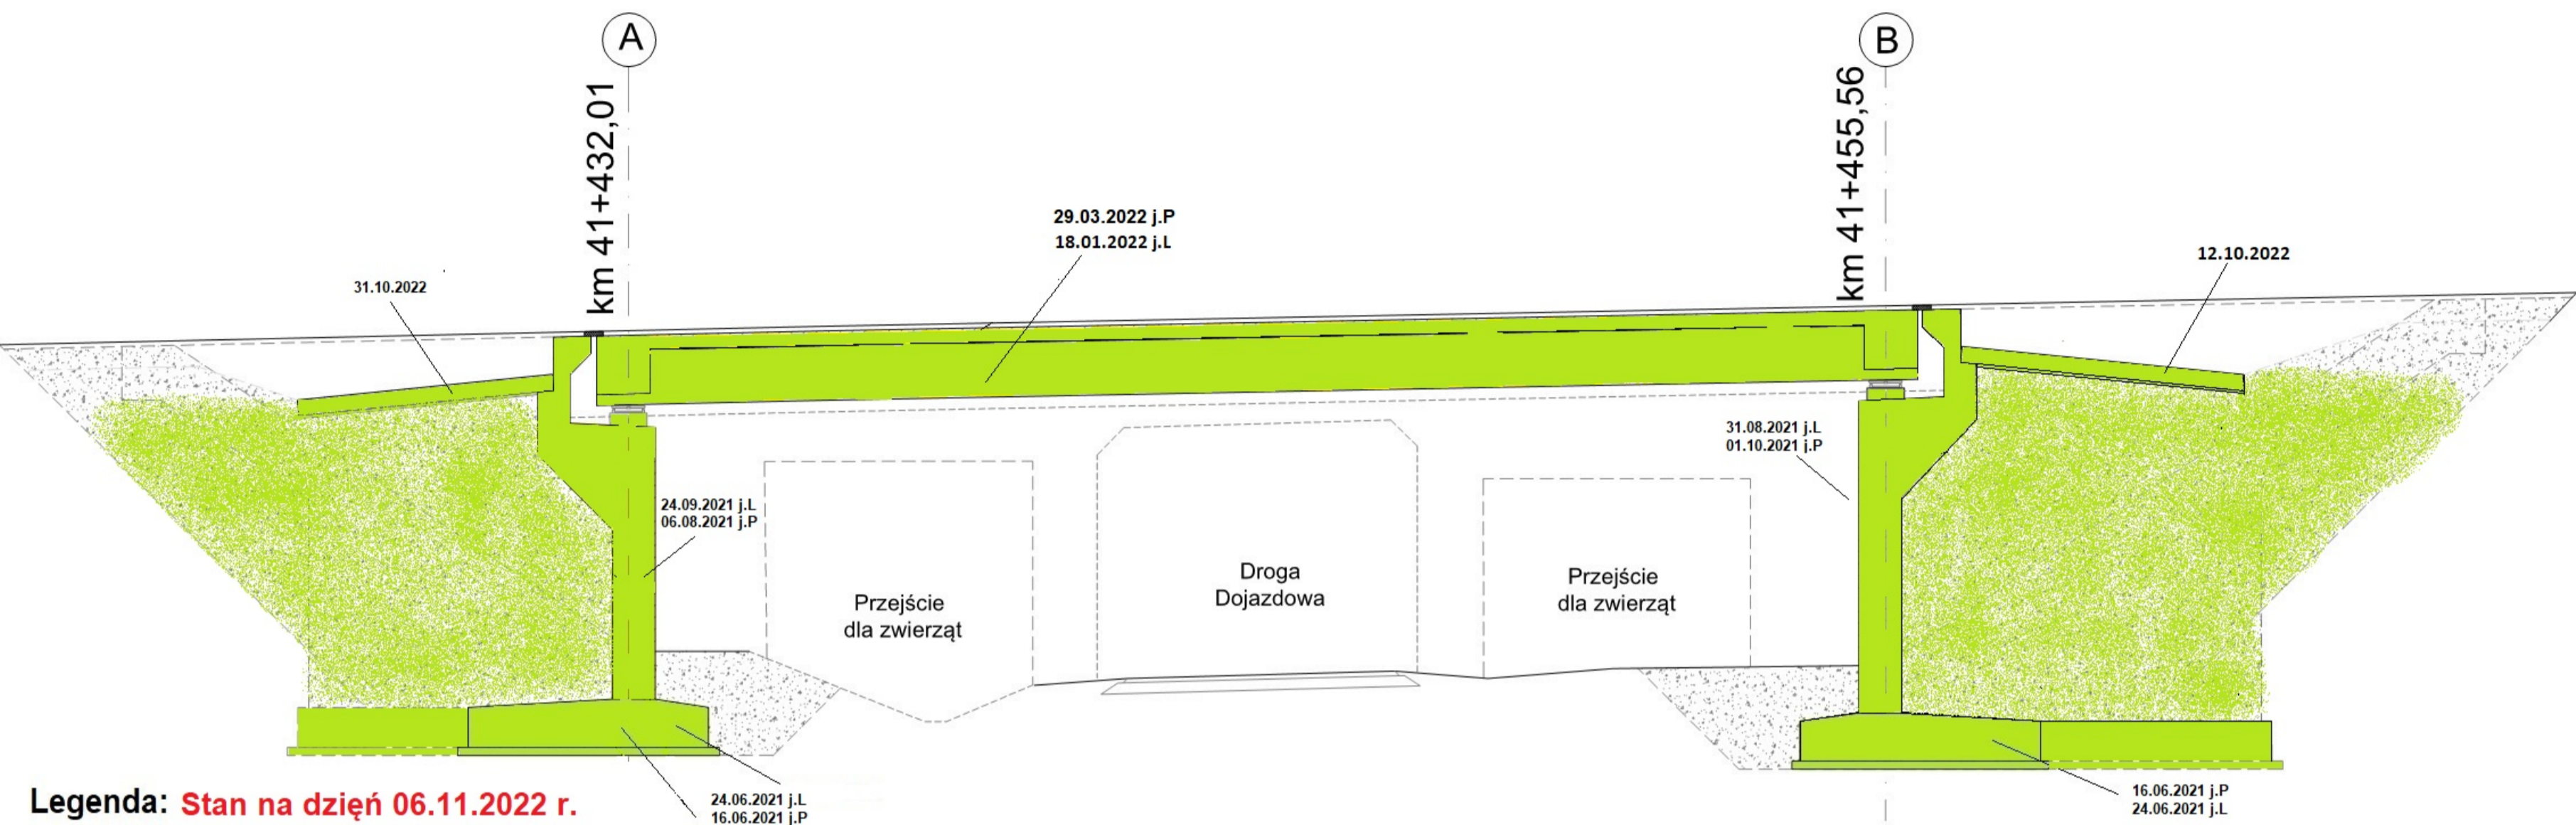 A
B
km 41+432,01
km 41+455,56
29.03.2022 j.P
18.01.2022 j.L
12.10.2022
31.10.2022
31.08.2021 j.L
01.10.2021 j.P
24.09.2021 j.L
06.08.2021 j.P
Przejście
dla zwierząt
Droga
Dojazdowa
Przejście
dla zwierząt
24.06.2021 j.L
16.06.2021 j.P
16.06.2021 j.P
24.06.2021 j.L
Legenda: Stan na dzięń 06.11.2022 r.